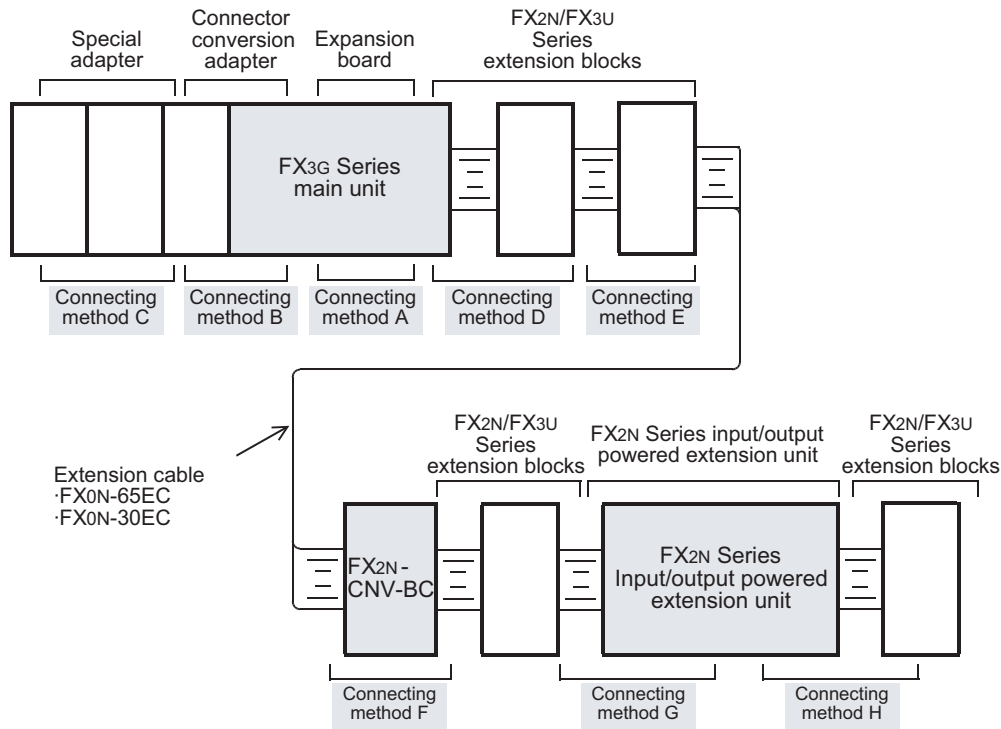 Special
adapter
Connector
conversion
adapter
Expansion
board
FX2N/FX3U
Series
extension blocks
FX3G Series
main unit
Connecting
method C
Connecting
method B
Connecting
method A
Connecting
method D
Connecting
method E
Extension cable
·FX0N-65EC
·FX0N-30EC
FX2N/FX3U
Series
extension blocks
FX2N Series input/output
powered extension unit
FX2N/FX3U
Series
extension blocks
FX2N -
CNV-BC
FX2N Series
Input/output powered
extension unit
Connecting
method F
Connecting
method G
Connecting
method H